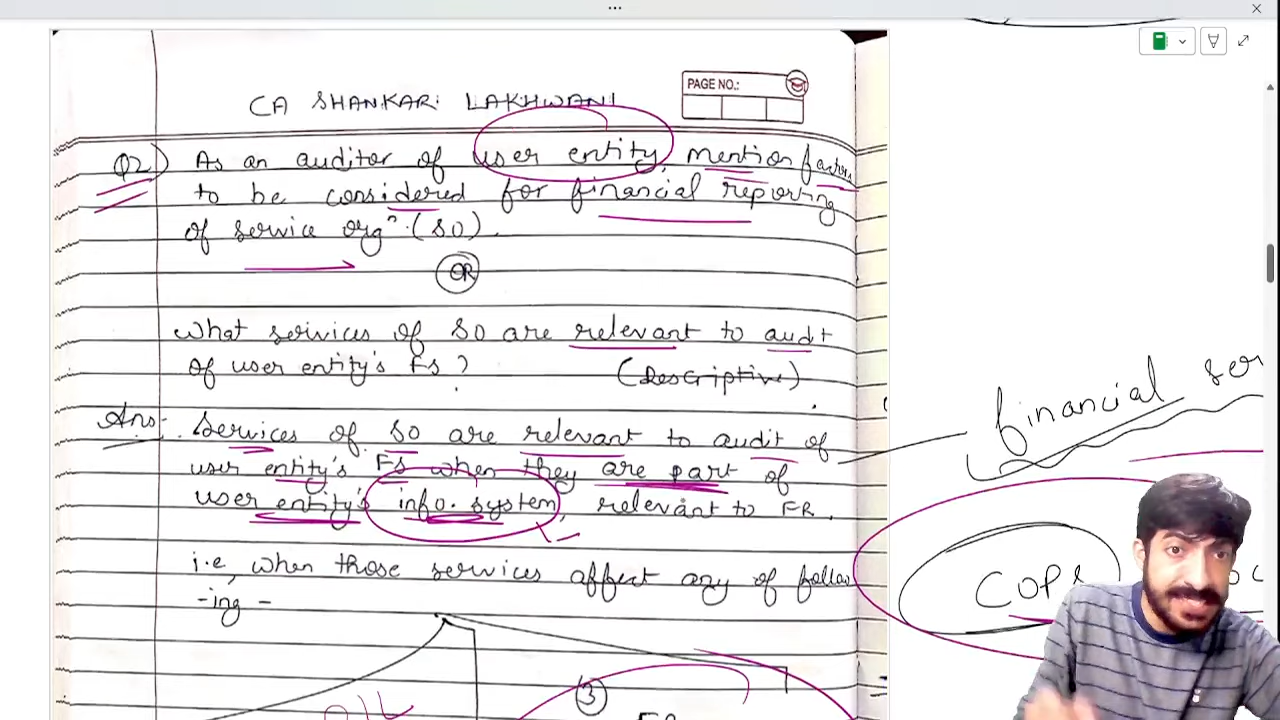 CA SHANKAR LAKHWANI
PAGE NO.:
Q2) As an auditor of user entity, mention factors
to be considered for financial reporing
of service orgⁿ (SO).
OR
What services of SO are relevant to audit
of user entity's FS? (Descriptive)
Ans:- Services of SO are relevant to audit of
user entity's FS when they are part of
user entity's info. system, relevant to FR.
i.e, when those services affect any of follow
-ing -
(3)
financial